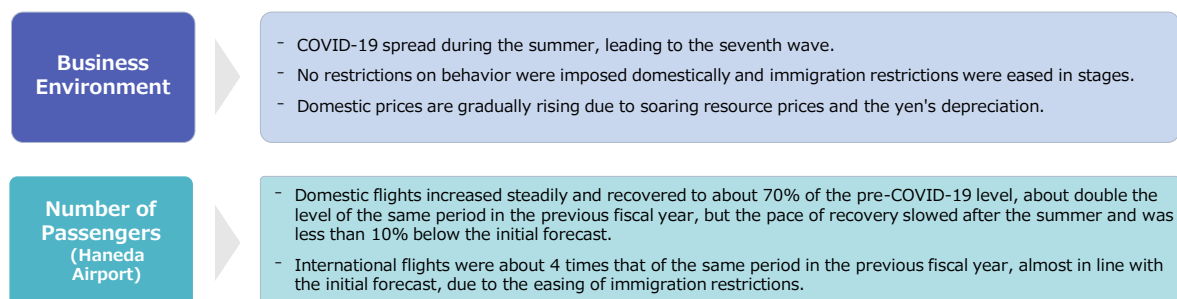 Business
Environment
- COVID-19 spread during the summer, leading to the seventh wave.
- No restrictions on behavior were imposed domestically and immigration restrictions were eased in stages.
- Domestic prices are gradually rising due to soaring resource prices and the yen's depreciation.
Number of
Passengers
(Haneda
Airport)
- Domestic flights increased steadily and recovered to about 70% of the pre-COVID-19 level, about double the
level of the same period in the previous fiscal year, but the pace of recovery slowed after the summer and was
less than 10% below the initial forecast.
- International flights were about 4 times that of the same period in the previous fiscal year, almost in line with
the initial forecast, due to the easing of immigration restrictions.